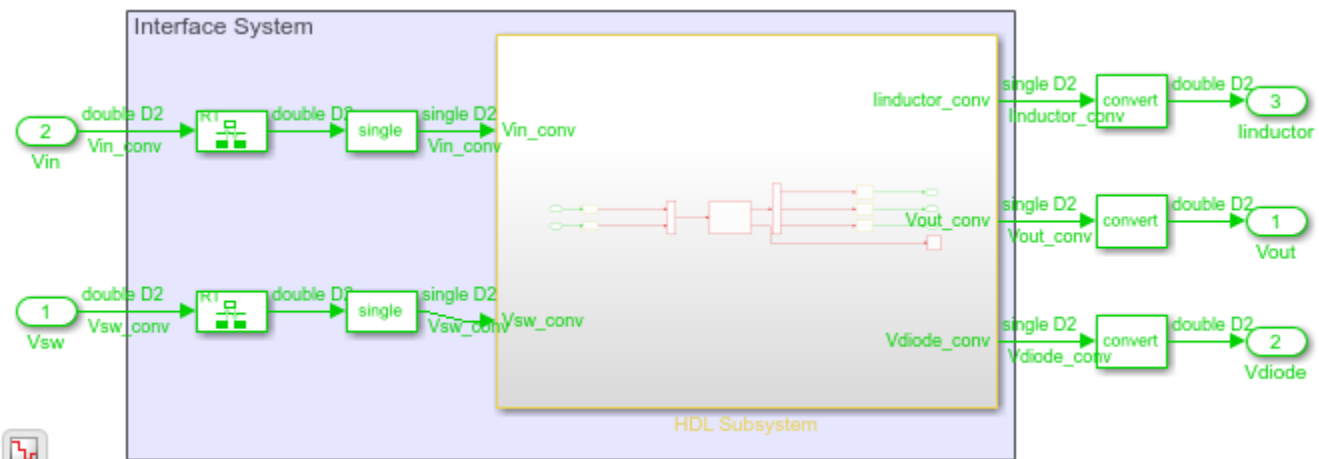 Interface System
double D2
Vin_conv
2
Vin
RT
double D2
single
single D2
Vin_conv
Vin_conv
Iinductor_conv
single D2
Iinductor_conv
convert
double D2
3
Iinductor
Vout_conv
single D2
Vout_conv
convert
double D2
1
Vout
double D2
Vsw_conv
1
Vsw
RT
double D2
single
single D2
Vsw_conv
Vsw_conv
Vdiode_conv
single D2
Vdiode_conv
convert
double D2
2
Vdiode
HDL Subsystem